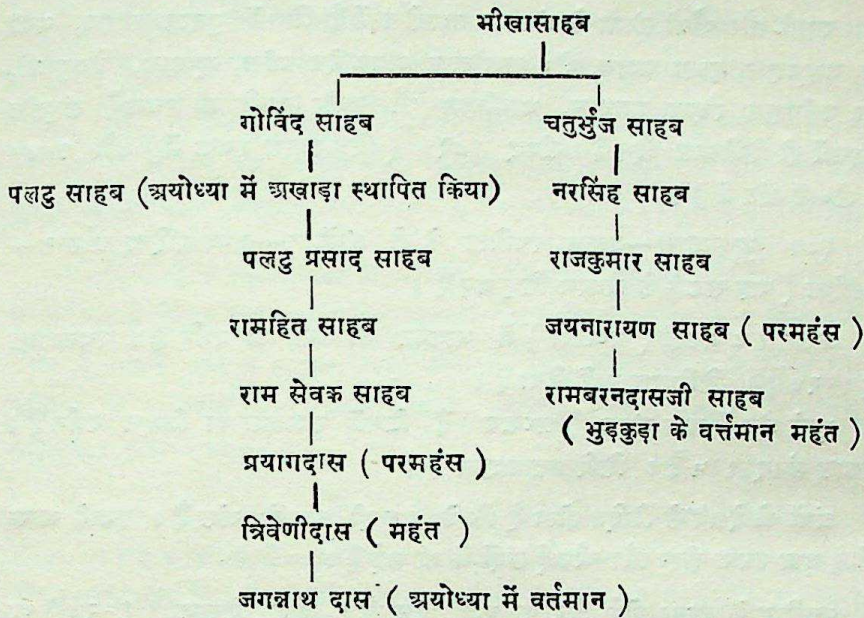 भीखासाहब
गोविंद साहब चतुर्भुज साहब
पलटु साहब (अयोध्या में अखाड़ा स्थापित किया) नरसिंह साहब
पलटु प्रसाद साहब राजकुमार साहब
रामहित साहब जयनारायण साहब ( परमहंस )
राम सेवक साहब रामबरनदासजी साहब
( भुड़कुड़ा के वर्त्तमान महंत )
प्रयागदास ( परमहंस )
त्रिवेणीदास ( महंत )
जगन्नाथ दास ( अयोध्या में वर्तमान )